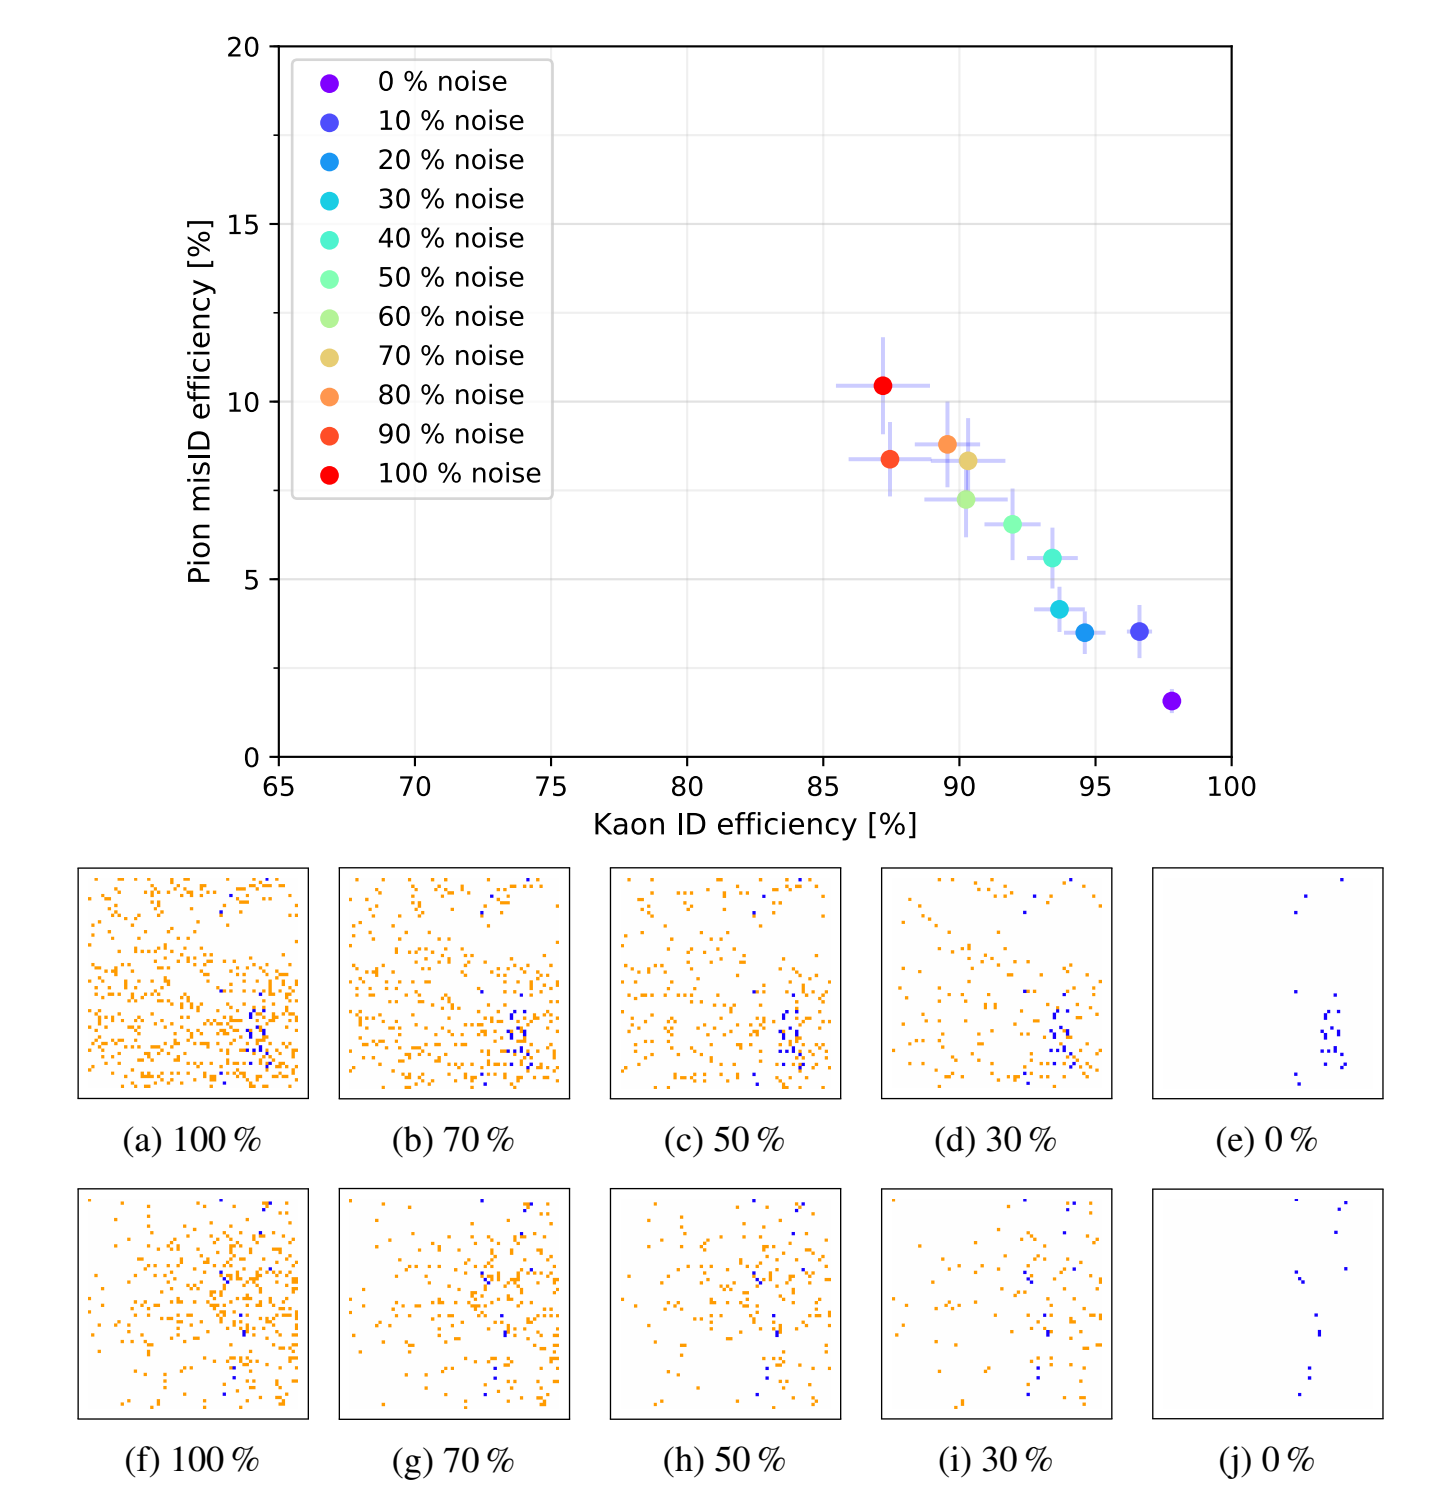 20
15
10
5
0
Pion misID efficiency [%]
0 % noise
10 % noise
20 % noise
30 % noise
40 % noise
50 % noise
60 % noise
70 % noise
80 % noise
90 % noise
100 % noise
65 70 75 80 85 90 95 100
Kaon ID efficiency [%]
(a) 100 % (b) 70 % (c) 50 % (d) 30 % (e) 0 %
(f) 100 % (g) 70 % (h) 50 % (i) 30 % (j) 0 %